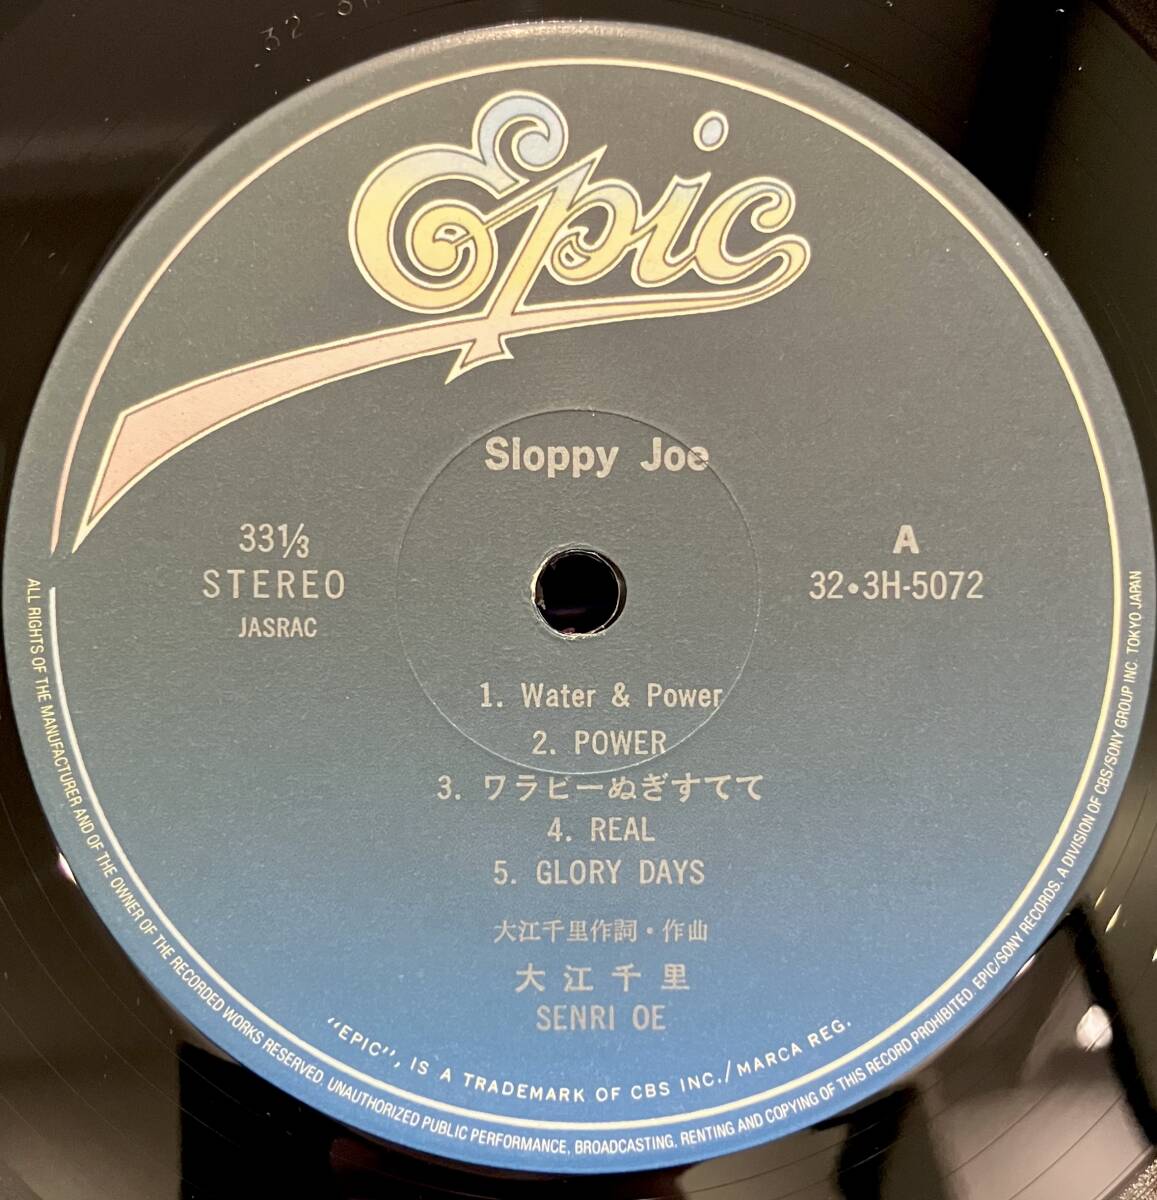 Epic
Sloppy Joe
33⅓
STEREO
JASRAC
A
32・3H-5072
1. Water & Power
2. POWER
3. ワラビーぬぎすてて
4. REAL
5. GLORY DAYS
大江千里作詞・作曲
大江千里
SENRI OE
"EPIC", IS A TRADEMARK OF CBS INC./MARCA REG.
ALL RIGHTS OF THE MANUFACTURER AND OF THE OWNER OF THE RECORDED WORKS RESERVED. UNAUTHORIZED PUBLIC PERFORMANCE, BROADCASTING, RENTING AND COPYING OF THIS RECORD PROHIBITED. EPIC/SONY RECORDS. A DIVISION OF CBS/SONY GROUP INC. TOKYO JAPAN